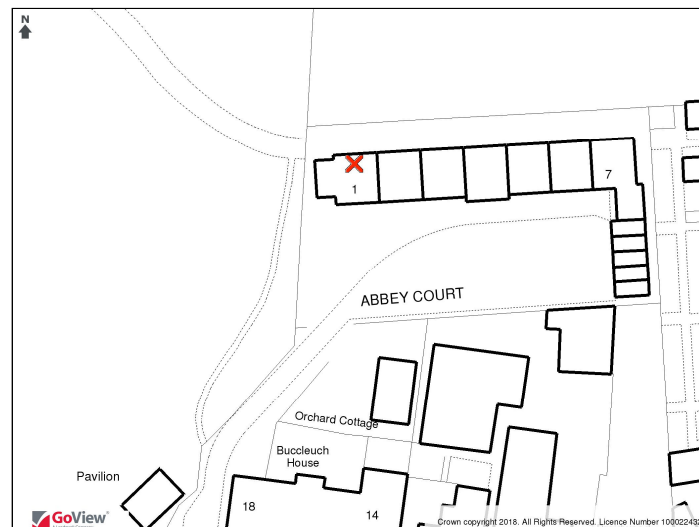 N
1
7
ABBEY COURT
Orchard Cottage
Buccleuch
House
Pavilion
18
14
GoView
Crown copyright 2018. All Rights Reserved. Licence Number